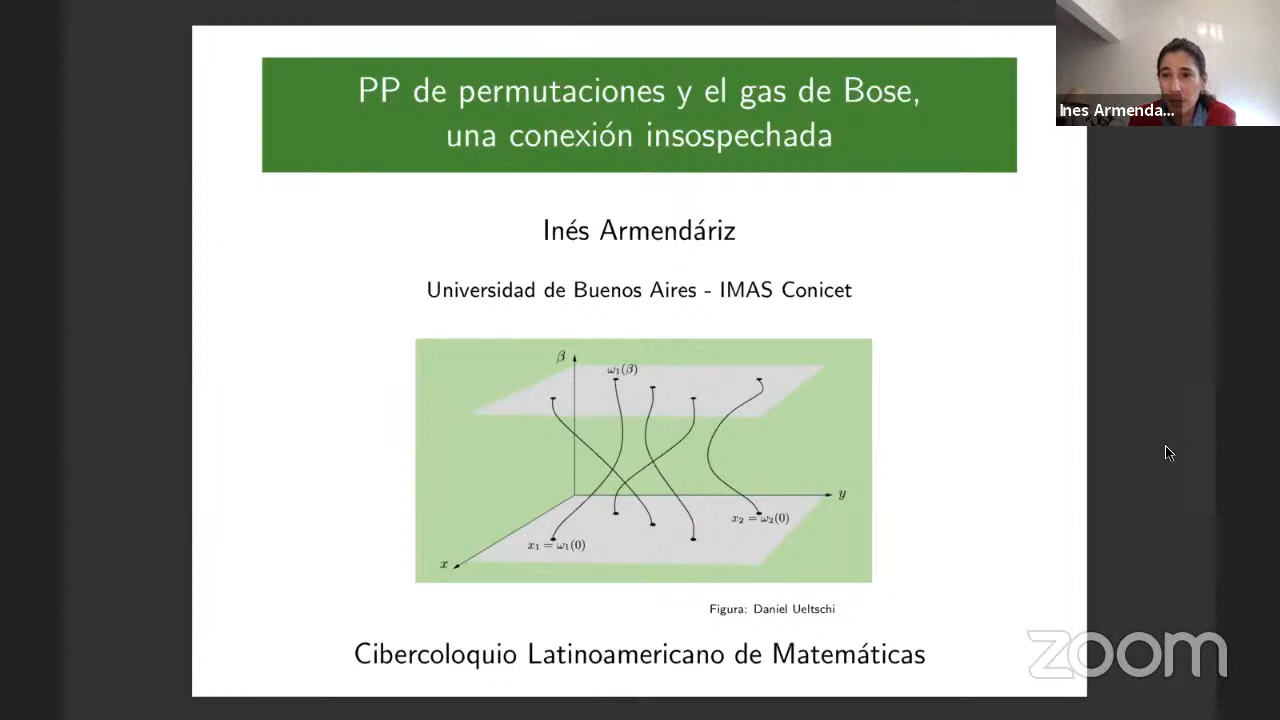 PP de permutaciones y el gas de Bose,
una conexión insospechada
Ines Armenda...
Inés Armendáriz
Universidad de Buenos Aires - IMAS Conicet
β
ω₁(β)
y
x₂ = ω₂(0)
x₁ = ω₁(0)
x
Figura: Daniel Ueltschi
Cibercoloquio Latinoamericano de Matemáticas
zoom